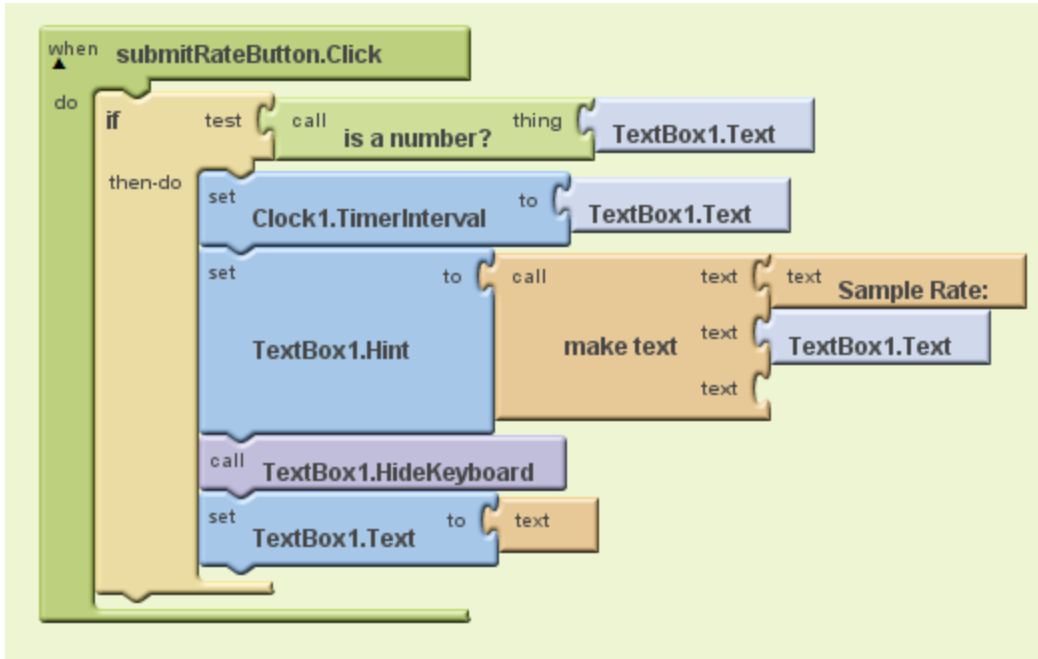 when submitRateButton.Click
do if test call is a number? thing TextBox1.Text
then-do set Clock1.TimerInterval to TextBox1.Text
set TextBox1.Hint to call make text text text Sample Rate:
text TextBox1.Text
text
call TextBox1.HideKeyboard
set TextBox1.Text to text